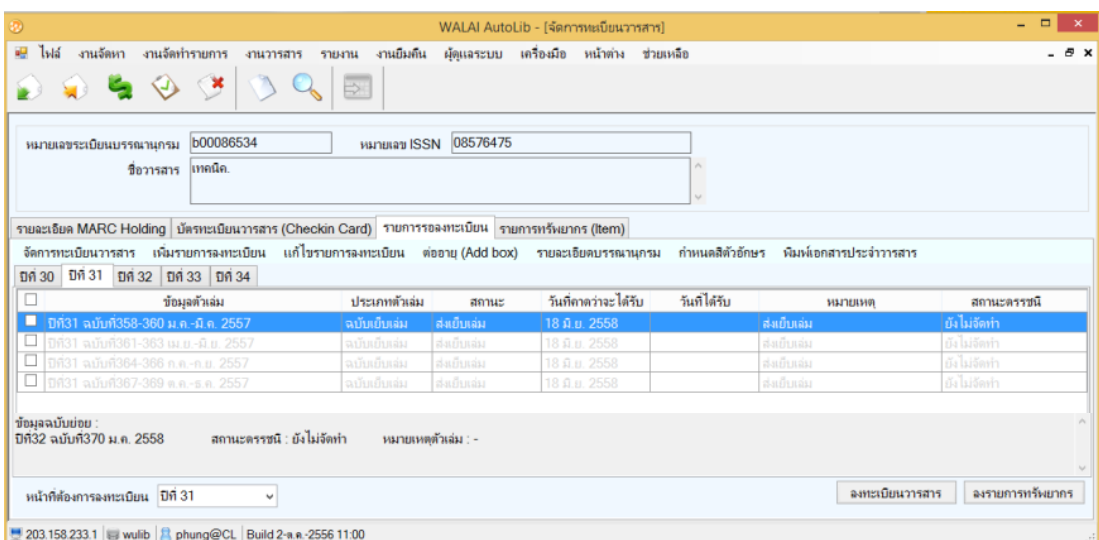 WALAI AutoLib - [จัดการทะเบียนวารสาร]
ไฟล์ งานจัดหา งานจัดทำรายการ งานวารสาร รายงาน งานยืมคืน ผู้ดูแลระบบ เครื่องมือ หน้าต่าง ช่วยเหลือ
หมายเลขระเบียนบรรณานุกรม b00086534 หมายเลข ISSN 08576475
ชื่อวารสาร เทคนิค.
รายละเอียด MARC Holding บัตรทะเบียนวารสาร (Checkin Card) รายการรอลงทะเบียน รายการทรัพยากร (Item)
จัดการทะเบียนวารสาร เพิ่มรายการลงทะเบียน แก้ไขรายการลงทะเบียน ต่ออายุ (Add box) รายละเอียดบรรณานุกรม กำหนดสีตัวอักษร พิมพ์เอกสารประจำวารสาร
ปีที่ 30 ปีที่ 31 ปีที่ 32 ปีที่ 33 ปีที่ 34
ข้อมูลตัวเล่ม ประเภทตัวเล่ม สถานะ วันที่คาดว่าจะได้รับ วันที่ได้รับ หมายเหตุ สถานะดรรชนี
ปีที่31 ฉบับที่358-360 ม.ค.-มี.ค. 2557 ฉบับเย็บเล่ม ส่งเย็บเล่ม 18 มิ.ย. 2558 ส่งเย็บเล่ม ยังไม่จัดทำ
ปีที่31 ฉบับที่361-363 เม.ย.-มิ.ย. 2557 ฉบับเย็บเล่ม ส่งเย็บเล่ม 18 มิ.ย. 2558 ส่งเย็บเล่ม ยังไม่จัดทำ
ปีที่31 ฉบับที่364-366 ก.ค.-ก.ย. 2557 ฉบับเย็บเล่ม ส่งเย็บเล่ม 18 มิ.ย. 2558 ส่งเย็บเล่ม ยังไม่จัดทำ
ปีที่31 ฉบับที่367-369 ต.ค.-ธ.ค. 2557 ฉบับเย็บเล่ม ส่งเย็บเล่ม 18 มิ.ย. 2558 ส่งเย็บเล่ม ยังไม่จัดทำ
ข้อมูลฉบับย่อย :
ปีที่32 ฉบับที่370 ม.ค. 2558 สถานะดรรชนี : ยังไม่จัดทำ หมายเหตุตัวเล่ม : -
หน้าที่ต้องการลงทะเบียน ปีที่ 31 ลงทะเบียนวารสาร ลงรายการทรัพยากร
203.158.233.1 wulib phung@CL Build 2-ต.ค.-2556 11:00